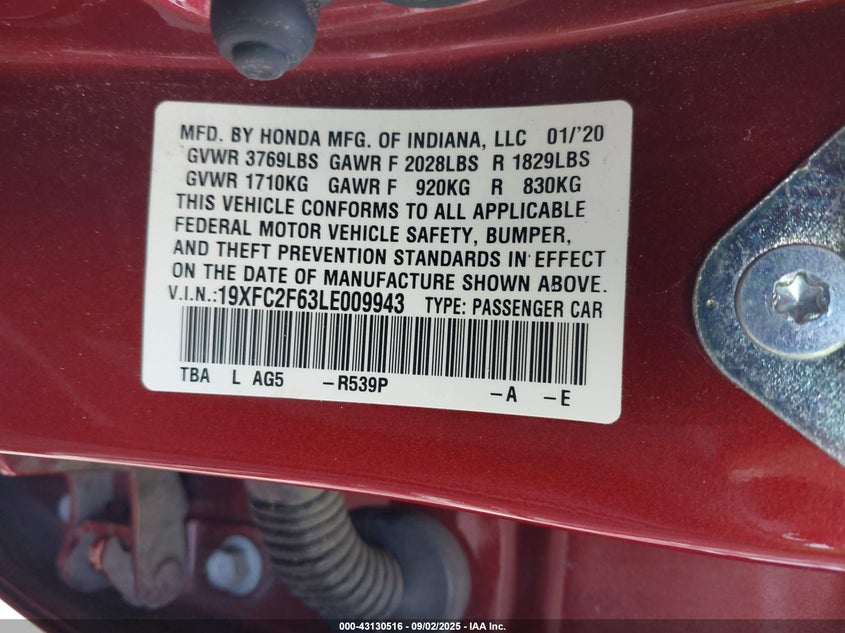 MFD. BY HONDA MFG. OF INDIANA, LLC 01/'20
GVWR 3769LBS GAWR F 2028LBS R 1829LBS
GVWR 1710KG GAWR F 920KG R 830KG
THIS VEHICLE CONFORMS TO ALL APPLICABLE
FEDERAL MOTOR VEHICLE SAFETY, BUMPER,
AND THEFT PREVENTION STANDARDS IN EFFECT
ON THE DATE OF MANUFACTURE SHOWN ABOVE.
V.I.N.:19XFC2F63LE009943 TYPE: PASSENGER CAR
TBA L AG5 -R539P -A -E
000-43130516 - 09/02/2025 - IAA Inc.